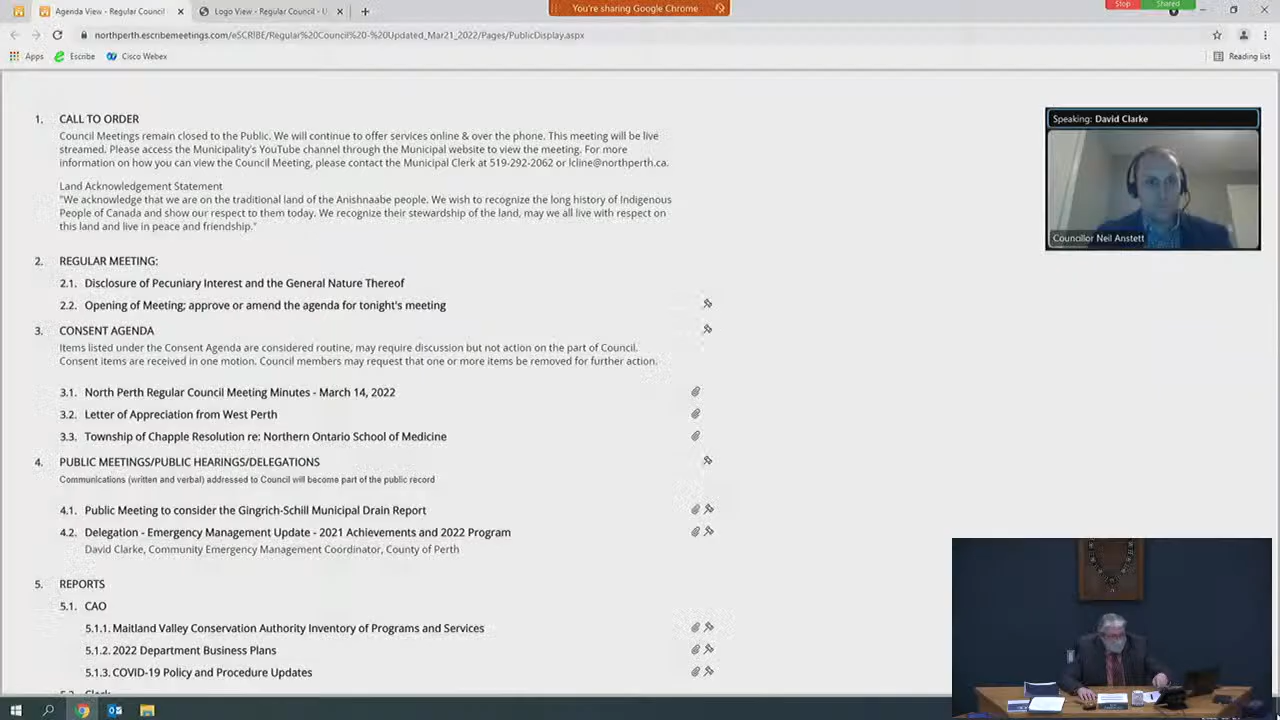 Agenda View - Regular Council
Logo View - Regular Council - U
You're sharing Google Chrome
Stop
Shared
northperth.escribemeetings.com/eSCRIBE/Regular%20Council%20-%20Updated_Mar21_2022/Pages/PublicDisplay.aspx
Apps
Escribe
Cisco Webex
Reading list
1. CALL TO ORDER
Council Meetings remain closed to the Public. We will continue to offer services online & over the phone. This meeting will be live
streamed. Please access the Municipality's YouTube channel through the Municipal website to view the meeting. For more
information on how you can view the Council Meeting, please contact the Municipal Clerk at 519-292-2062 or lcline@northperth.ca.
Land Acknowledgement Statement
"We acknowledge that we are on the traditional land of the Anishnaabe people. We wish to recognize the long history of Indigenous
People of Canada and show our respect to them today. We recognize their stewardship of the land, may we all live with respect on
this land and live in peace and friendship."
2. REGULAR MEETING:
2.1. Disclosure of Pecuniary Interest and the General Nature Thereof
2.2. Opening of Meeting; approve or amend the agenda for tonight's meeting
3. CONSENT AGENDA
Items listed under the Consent Agenda are considered routine, may require discussion but not action on the part of Council.
Consent items are received in one motion. Council members may request that one or more items be removed for further action.
3.1. North Perth Regular Council Meeting Minutes - March 14, 2022
3.2. Letter of Appreciation from West Perth
3.3. Township of Chapple Resolution re: Northern Ontario School of Medicine
4. PUBLIC MEETINGS/PUBLIC HEARINGS/DELEGATIONS
Communications (written and verbal) addressed to Council will become part of the public record
4.1. Public Meeting to consider the Gingrich-Schill Municipal Drain Report
4.2. Delegation - Emergency Management Update - 2021 Achievements and 2022 Program
David Clarke, Community Emergency Management Coordinator, County of Perth
5. REPORTS
5.1. CAO
5.1.1. Maitland Valley Conservation Authority Inventory of Programs and Services
5.1.2. 2022 Department Business Plans
5.1.3. COVID-19 Policy and Procedure Updates
5.2. Clerk
Speaking: David Clarke
Councillor Neil Anstett